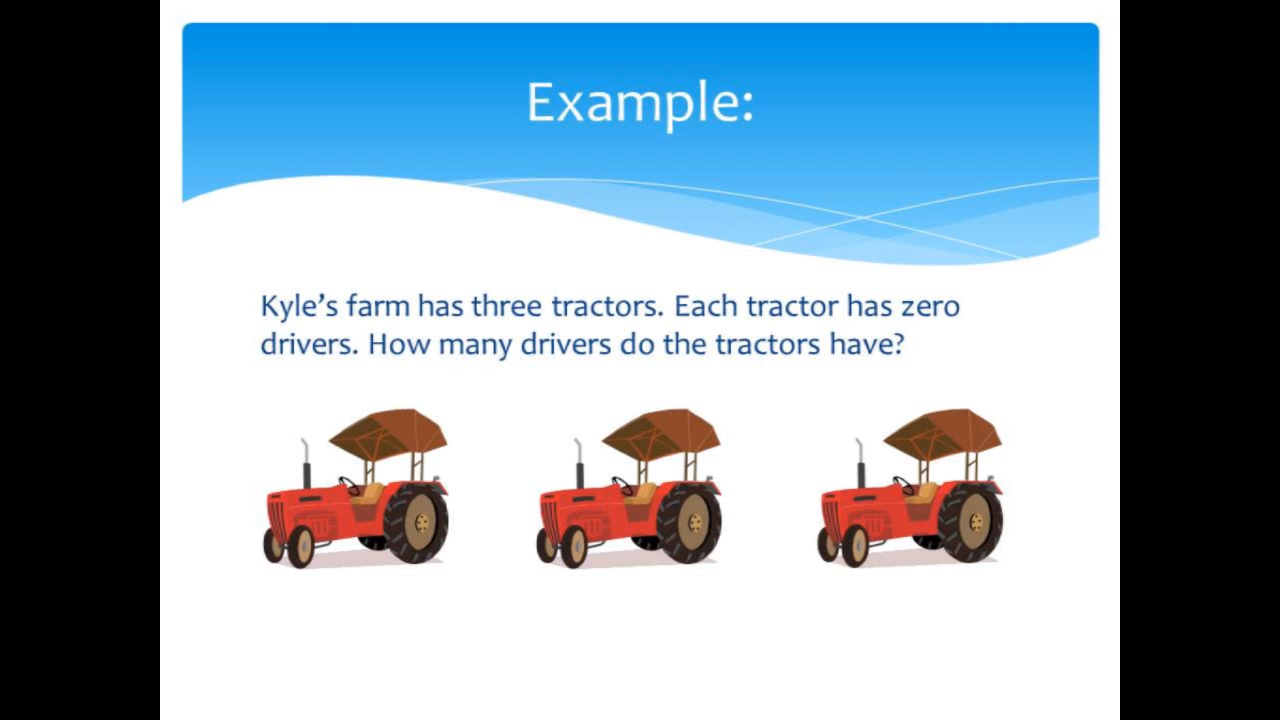 Example:
Kyle’s farm has three tractors. Each tractor has zero
drivers. How many drivers do the tractors have?